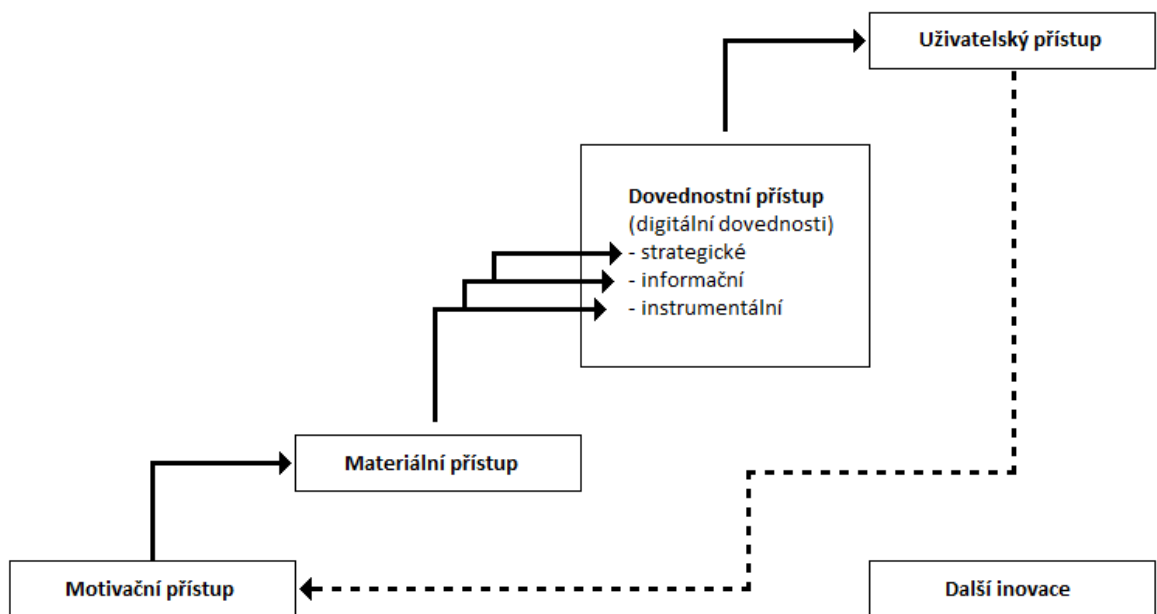 Uživatelský přístup
Dovednostní přístup
(digitální dovednosti)
- strategické
- informační
- instrumentální
Materiální přístup
Motivační přístup
Další inovace